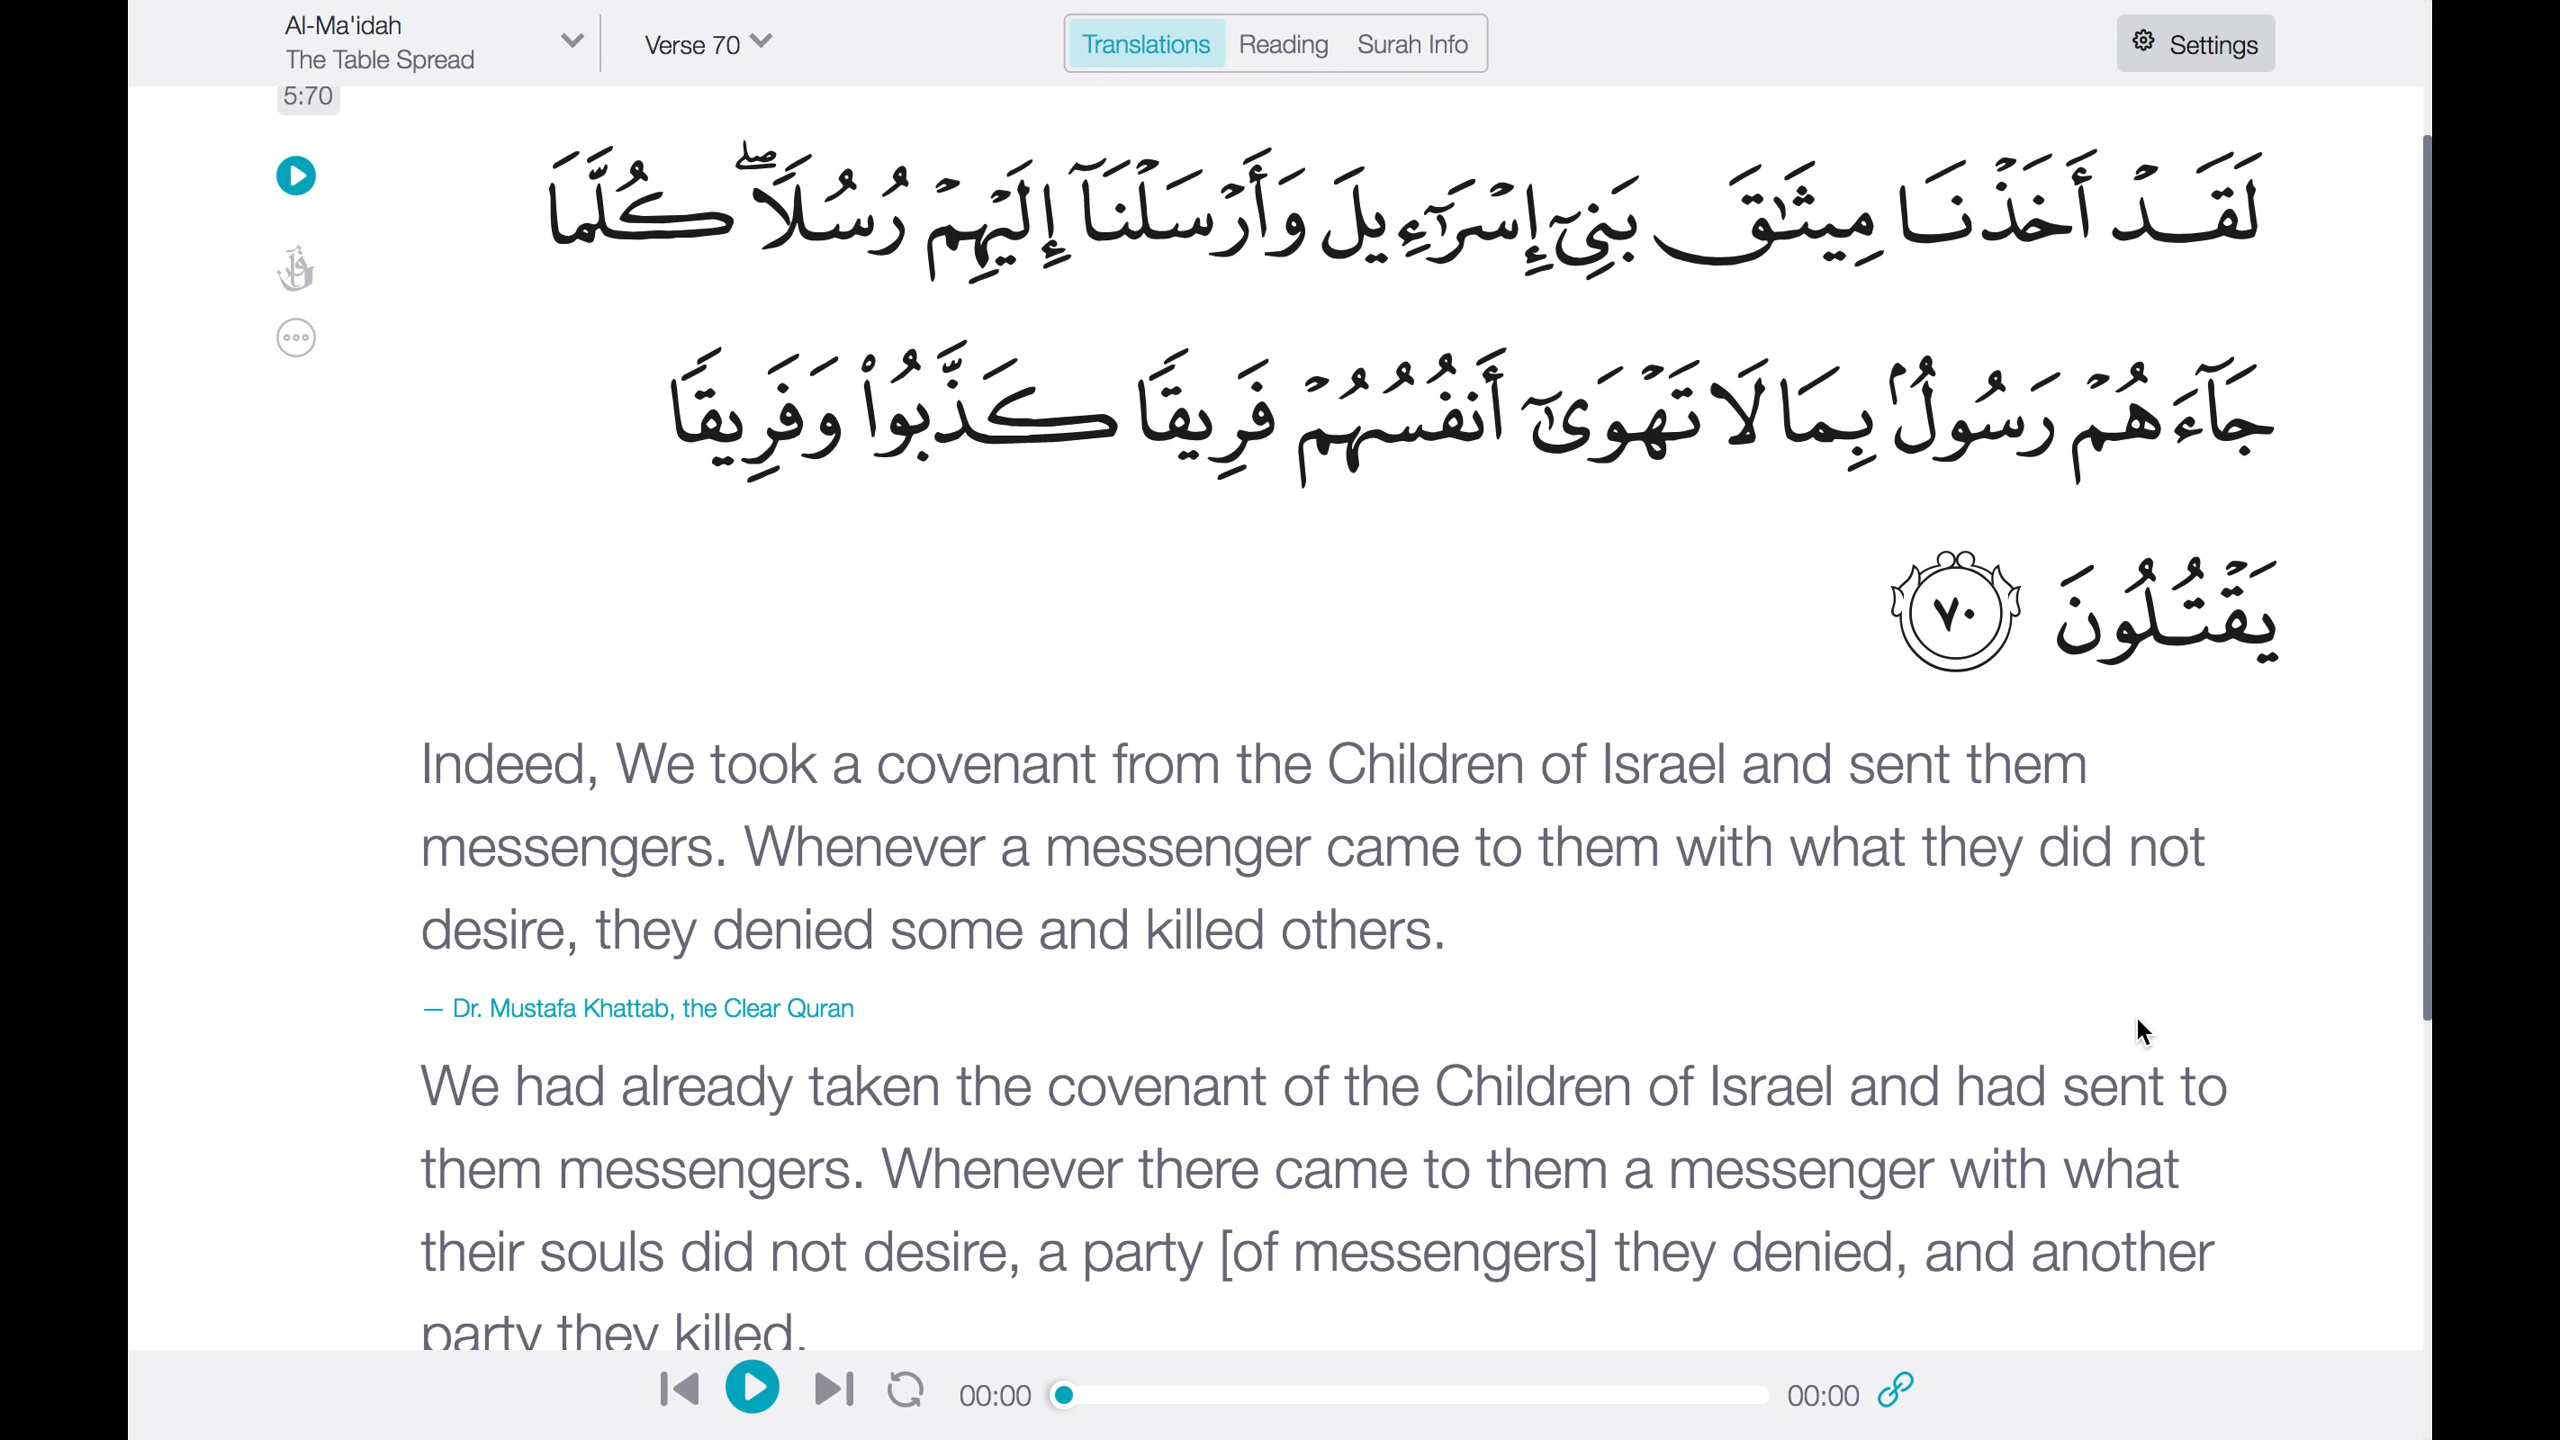 Al-Ma'idah
The Table Spread
Verse 70
Translations Reading Surah Info
Settings
5:70
لَقَدْ أَخَذْنَا مِيثَـٰقَ بَنِىٓ إِسْرَٰٓءِيلَ وَأَرْسَلْنَآ إِلَيْهِمْ رُسُلًا ۖ كُلَّمَا
جَآءَهُمْ رَسُولٌۢ بِمَا لَا تَهْوَىٰٓ أَنفُسُهُمْ فَرِيقًا كَذَّبُوا۟ وَفَرِيقًا
يَقْتُلُونَ ٧٠
Indeed, We took a covenant from the Children of Israel and sent them
messengers. Whenever a messenger came to them with what they did not
desire, they denied some and killed others.
— Dr. Mustafa Khattab, the Clear Quran
We had already taken the covenant of the Children of Israel and had sent to
them messengers. Whenever there came to them a messenger with what
their souls did not desire, a party [of messengers] they denied, and another
party they killed.
00:00 00:00